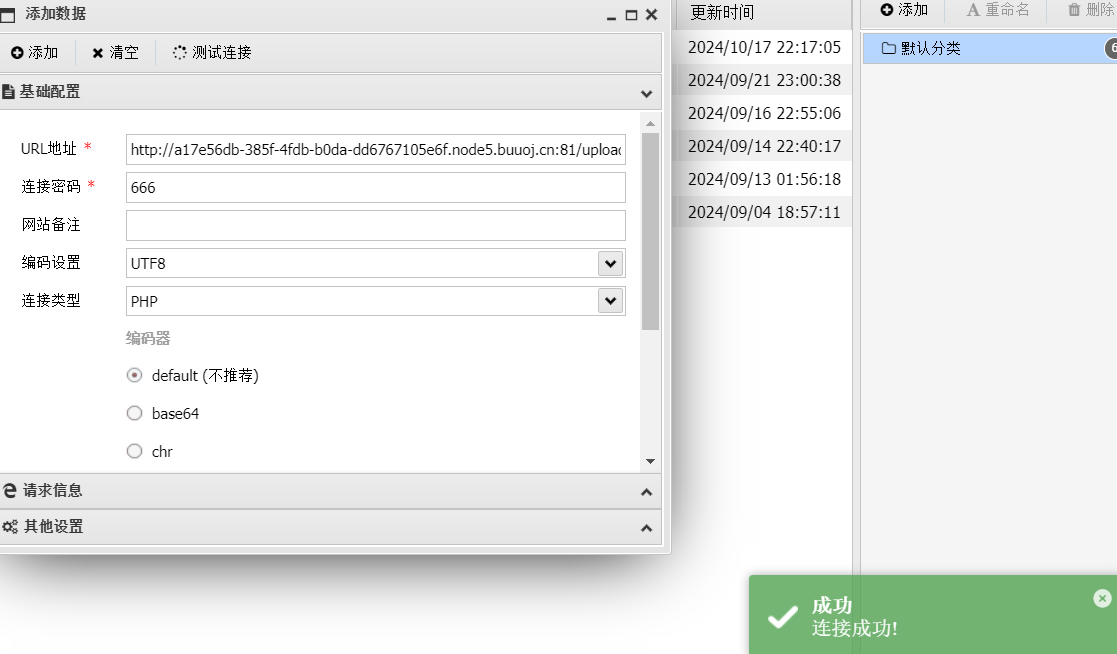 添加数据
添加 清空 测试连接
基础配置
URL地址 * http://a17e56db-385f-4fdb-b0da-dd6767105e6f.node5.buuoj.cn:81/upload
连接密码 * 666
网站备注
编码设置 UTF8
连接类型 PHP
编码器
default (不推荐)
base64
chr
请求信息
其他设置
更新时间
2024/10/17 22:17:05
2024/09/21 23:00:38
2024/09/16 22:55:06
2024/09/14 22:40:17
2024/09/13 01:56:18
2024/09/04 18:57:11
添加 A 重命名 删除
默认分类 6
成功
连接成功!